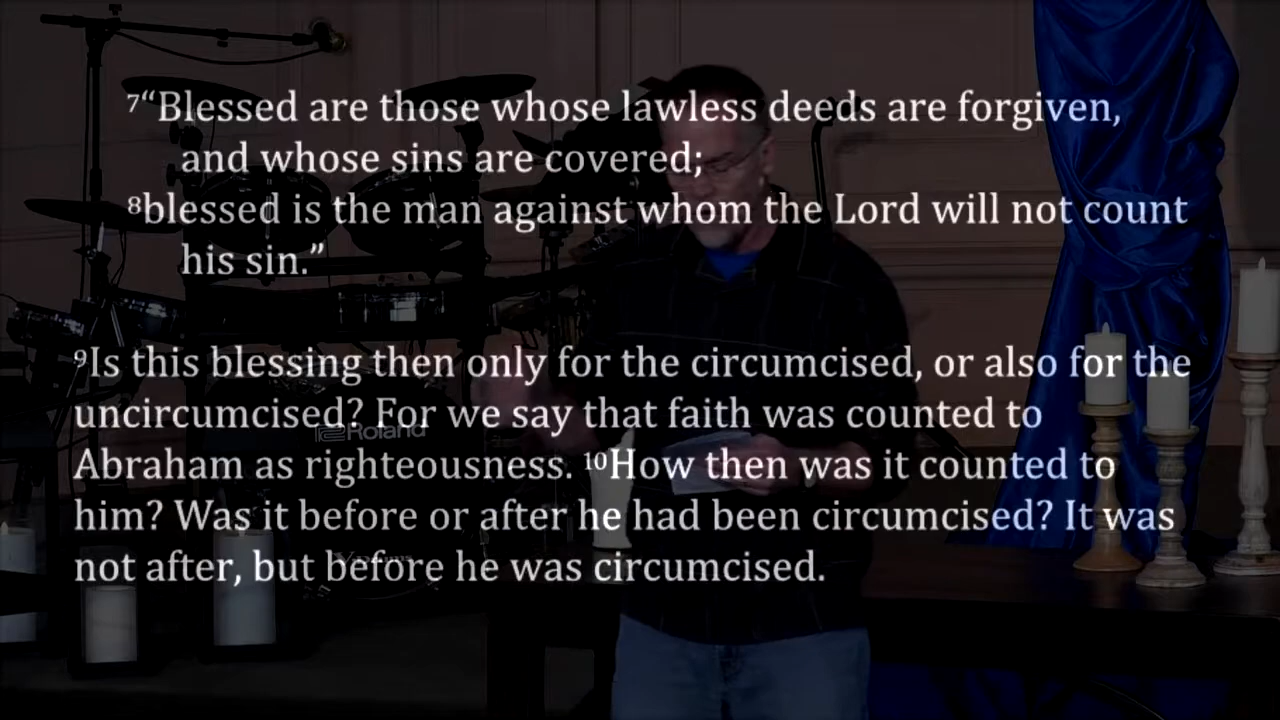 ⁷“Blessed are those whose lawless deeds are forgiven,
and whose sins are covered;
⁸blessed is the man against whom the Lord will not count
his sin.”
⁹Is this blessing then only for the circumcised, or also for the
uncircumcised? For we say that faith was counted to
Roland
Abraham as righteousness. ¹⁰How then was it counted to
him? Was it before or after he had been circumcised? It was
not after, but before he was circumcised.